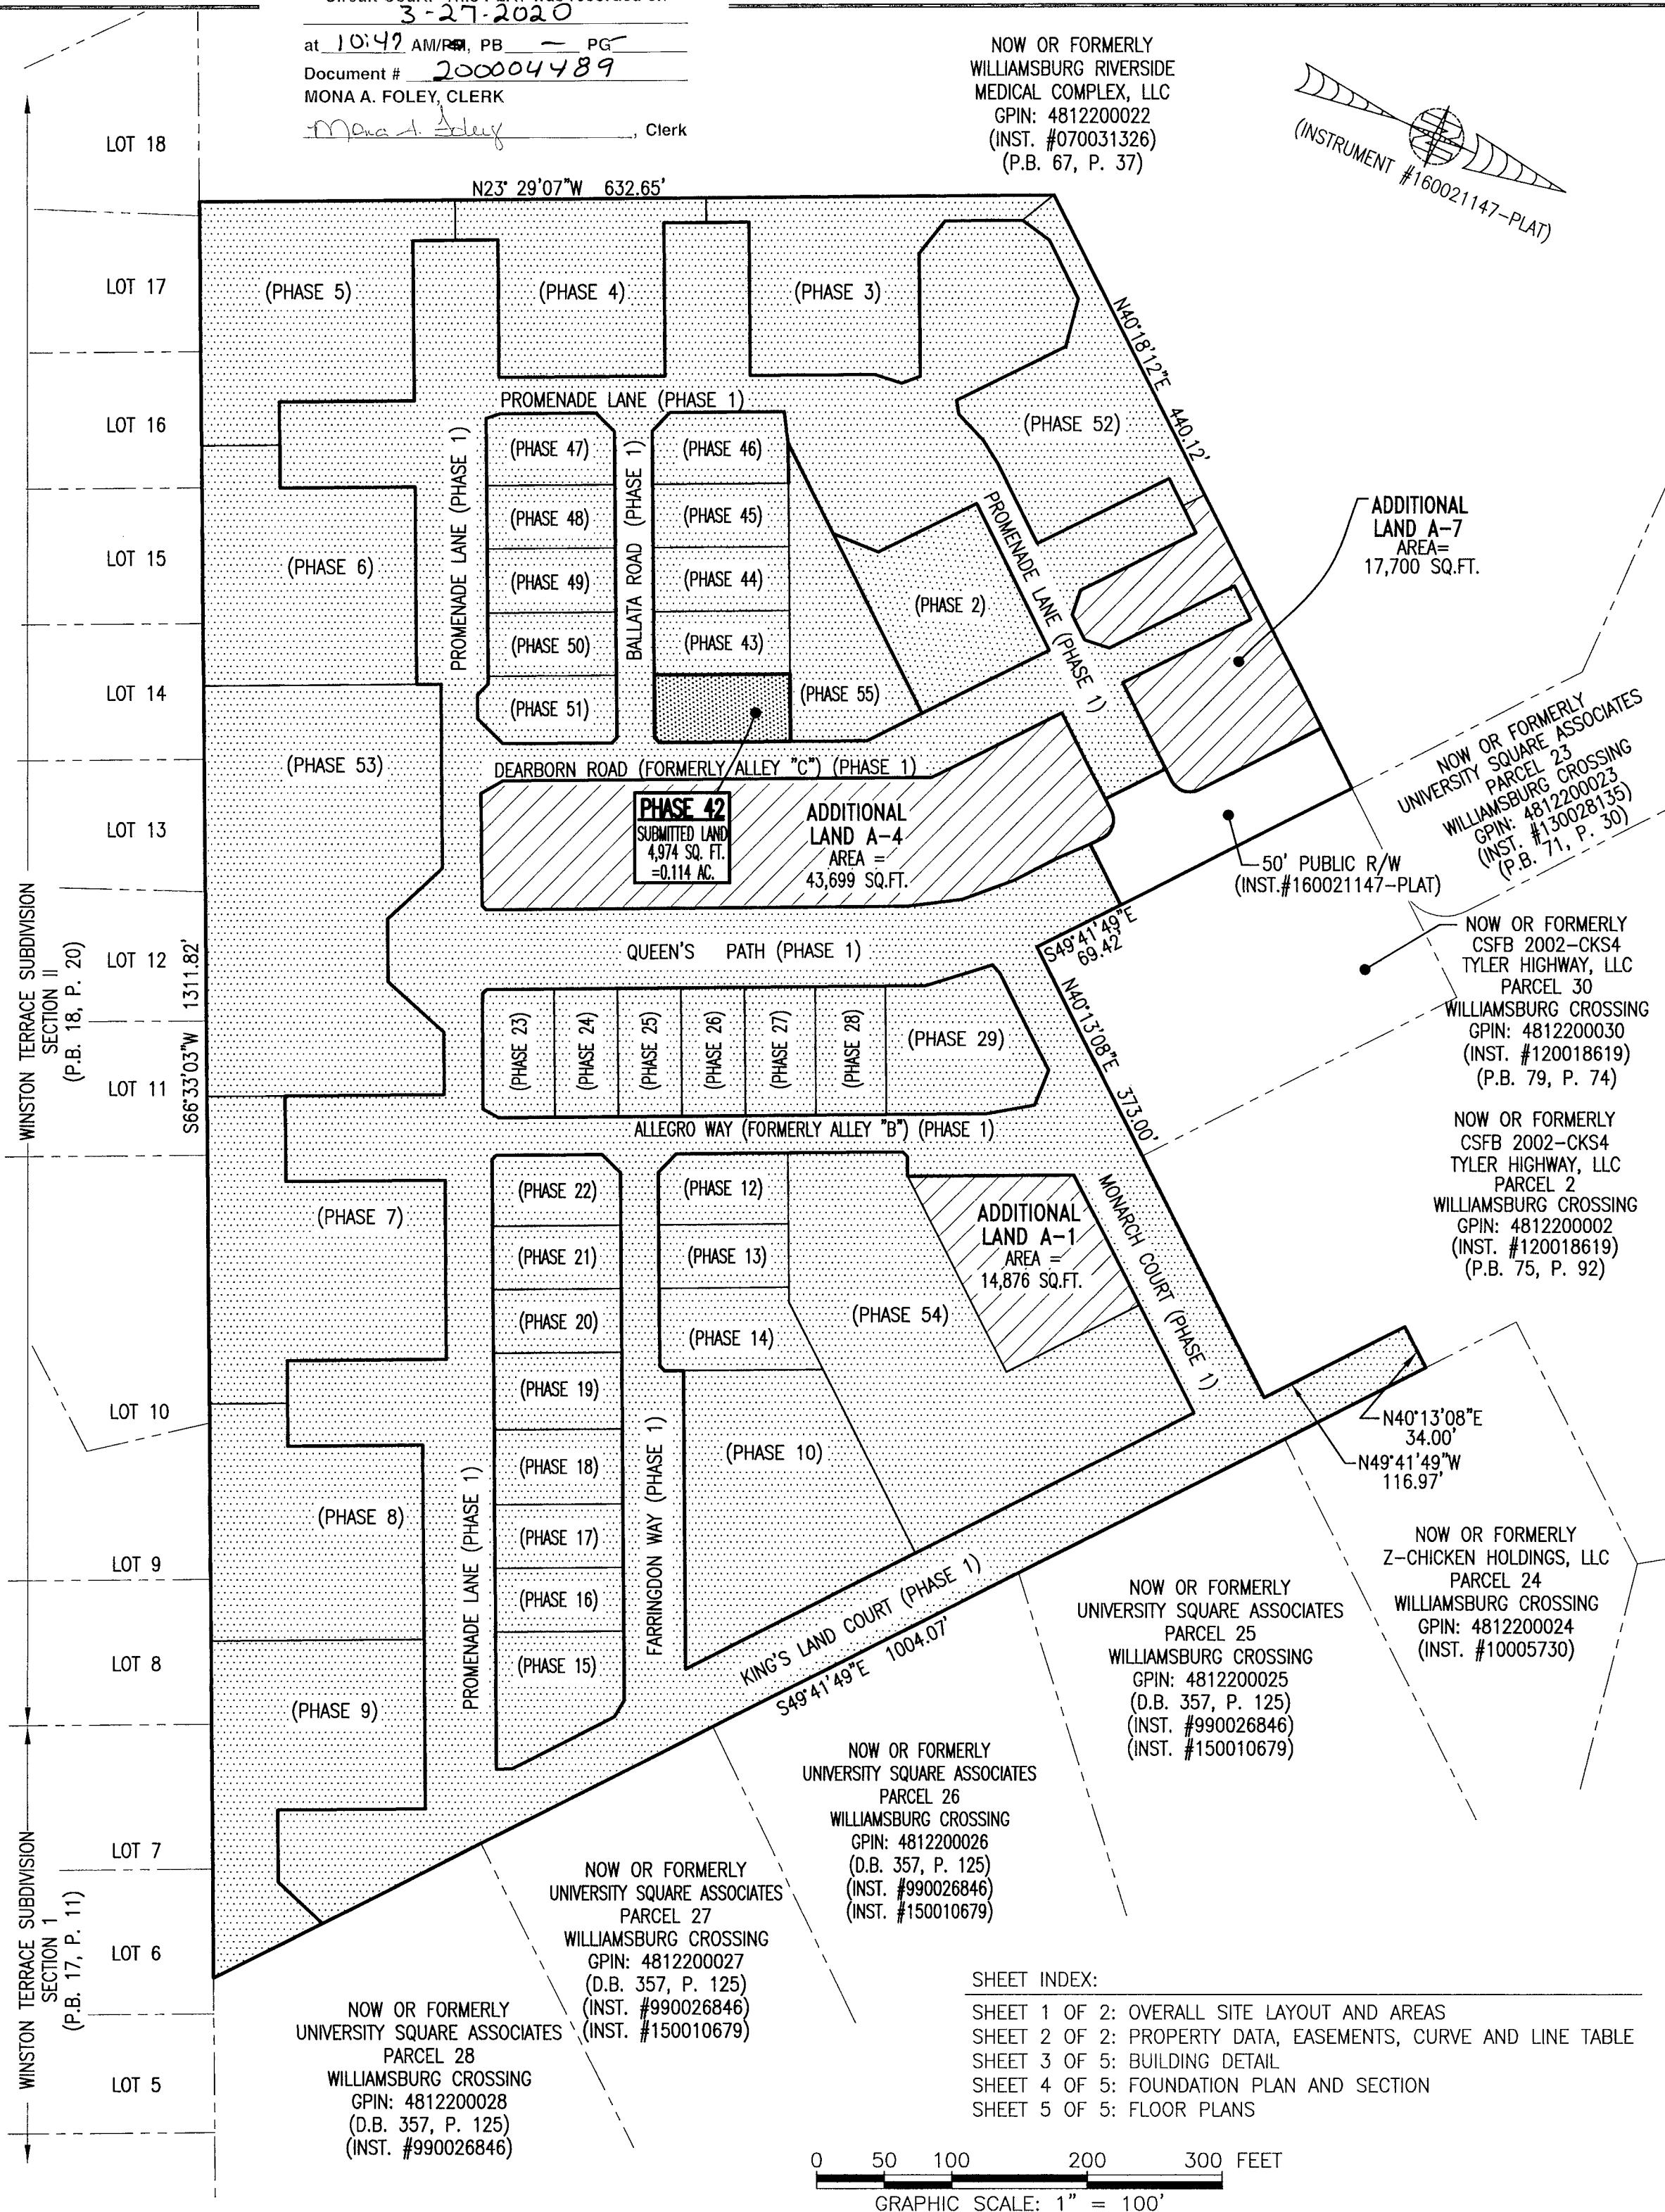 3-27-2020
at 10:47 AM/PM, PB — PG —
Document # 200004489
MONA A. FOLEY, CLERK
Mona A. Foley, Clerk
NOW OR FORMERLY
WILLIAMSBURG RIVERSIDE
MEDICAL COMPLEX, LLC
GPIN: 4812200022
(INST. #070031326)
(P.B. 67, P. 37)
(INSTRUMENT #160021147-PLAT)
LOT 18
LOT 17
LOT 16
LOT 15
LOT 14
LOT 13
LOT 12
LOT 11
LOT 10
LOT 9
LOT 8
LOT 7
LOT 6
LOT 5
WINSTON TERRACE SUBDIVISION
SECTION II
(P.B. 18, P. 20)
WINSTON TERRACE SUBDIVISION
SECTION 1
(P.B. 17, P. 11)
S66°33'03"W 1311.82'
N23° 29'07"W 632.65'
N40°18'12"E 440.12'
(PHASE 5)
(PHASE 4)
(PHASE 3)
PROMENADE LANE (PHASE 1)
(PHASE 52)
PROMENADE LANE (PHASE 1)
(PHASE 47)
(PHASE 48)
(PHASE 49)
(PHASE 50)
(PHASE 51)
BALLATA ROAD (PHASE 1)
(PHASE 46)
(PHASE 45)
(PHASE 44)
(PHASE 43)
(PHASE 55)
(PHASE 2)
PROMENADE LANE (PHASE 1)
(PHASE 6)
(PHASE 53)
ADDITIONAL
LAND A-7
AREA=
17,700 SQ.FT.
DEARBORN ROAD (FORMERLY ALLEY "C") (PHASE 1)
PHASE 42
SUBMITTED LAND
4,974 SQ. FT.
=0.114 AC.
ADDITIONAL
LAND A-4
AREA =
43,699 SQ.FT.
50' PUBLIC R/W
(INST.#160021147-PLAT)
NOW OR FORMERLY
UNIVERSITY SQUARE ASSOCIATES
PARCEL 23
WILLIAMSBURG CROSSING
GPIN: 4812200023
(INST. #130028135)
(P.B. 71, P. 30)
QUEEN'S PATH (PHASE 1)
S49°41'49"E
69.42'
N40°13'08"E 373.00'
NOW OR FORMERLY
CSFB 2002-CKS4
TYLER HIGHWAY, LLC
PARCEL 30
WILLIAMSBURG CROSSING
GPIN: 4812200030
(INST. #120018619)
(P.B. 79, P. 74)
(PHASE 23)
(PHASE 24)
(PHASE 25)
(PHASE 26)
(PHASE 27)
(PHASE 28)
(PHASE 29)
ALLEGRO WAY (FORMERLY ALLEY "B") (PHASE 1)
NOW OR FORMERLY
CSFB 2002-CKS4
TYLER HIGHWAY, LLC
PARCEL 2
WILLIAMSBURG CROSSING
GPIN: 4812200002
(INST. #120018619)
(P.B. 75, P. 92)
(PHASE 7)
(PHASE 22)
(PHASE 21)
(PHASE 20)
(PHASE 19)
(PHASE 18)
(PHASE 17)
(PHASE 16)
(PHASE 15)
(PHASE 12)
(PHASE 13)
(PHASE 14)
(PHASE 54)
(PHASE 10)
ADDITIONAL
LAND A-1
AREA =
14,876 SQ.FT.
MONARCH COURT (PHASE 1)
(PHASE 8)
(PHASE 9)
PROMENADE LANE (PHASE 1)
FARRINGDON WAY (PHASE 1)
KING'S LAND COURT (PHASE 1)
S49°41'49"E 1004.07'
N40°13'08"E
34.00'
N49°41'49"W
116.97'
NOW OR FORMERLY
Z-CHICKEN HOLDINGS, LLC
PARCEL 24
WILLIAMSBURG CROSSING
GPIN: 4812200024
(INST. #10005730)
NOW OR FORMERLY
UNIVERSITY SQUARE ASSOCIATES
PARCEL 25
WILLIAMSBURG CROSSING
GPIN: 4812200025
(D.B. 357, P. 125)
(INST. #990026846)
(INST. #150010679)
NOW OR FORMERLY
UNIVERSITY SQUARE ASSOCIATES
PARCEL 26
WILLIAMSBURG CROSSING
GPIN: 4812200026
(D.B. 357, P. 125)
(INST. #990026846)
(INST. #150010679)
NOW OR FORMERLY
UNIVERSITY SQUARE ASSOCIATES
PARCEL 27
WILLIAMSBURG CROSSING
GPIN: 4812200027
(D.B. 357, P. 125)
(INST. #990026846)
(INST. #150010679)
NOW OR FORMERLY
UNIVERSITY SQUARE ASSOCIATES
PARCEL 28
WILLIAMSBURG CROSSING
GPIN: 4812200028
(D.B. 357, P. 125)
(INST. #990026846)
SHEET INDEX:
SHEET 1 OF 2: OVERALL SITE LAYOUT AND AREAS
SHEET 2 OF 2: PROPERTY DATA, EASEMENTS, CURVE AND LINE TABLE
SHEET 3 OF 5: BUILDING DETAIL
SHEET 4 OF 5: FOUNDATION PLAN AND SECTION
SHEET 5 OF 5: FLOOR PLANS
0 50 100 200 300 FEET
GRAPHIC SCALE: 1" = 100'